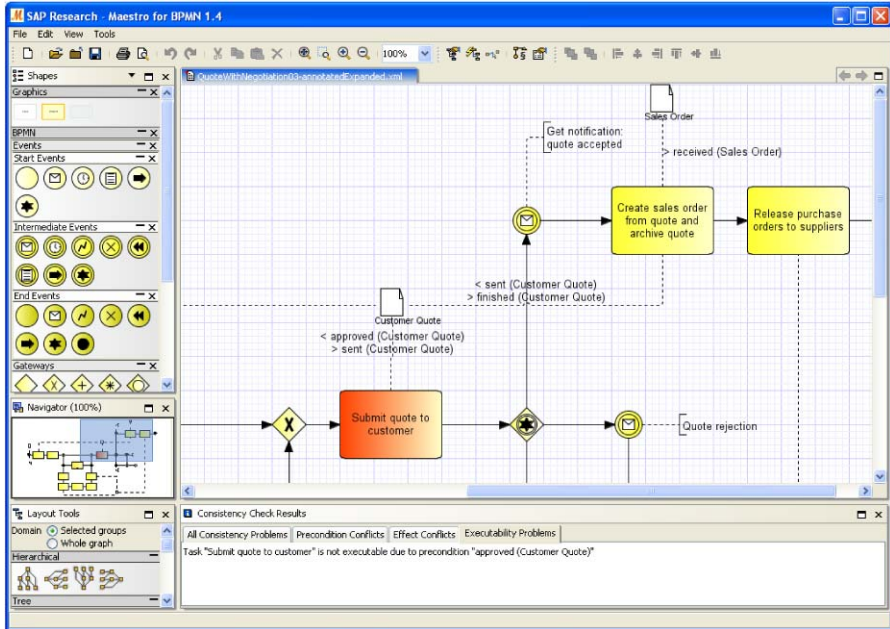 SAP Research - Maestro for BPMN 1.4
File Edit View Tools
100%
Shapes
Graphics
BPMN
Events
Start Events
Intermediate Events
End Events
Gateways
Navigator (100%)
Layout Tools
Domain Selected groups
Whole graph
Hierarchical
Tree
QuoteWithNegotiation03-annotatedExpanded.xml
Sales Order
Get notification:
quote accepted
> received (Sales Order)
Create sales order
from quote and
archive quote
Release purchase
orders to suppliers
< sent (Customer Quote)
> finished (Customer Quote)
Customer Quote
< approved (Customer Quote)
> sent (Customer Quote)
Submit quote to
customer
Quote rejection
Consistency Check Results
All Consistency Problems Precondition Conflicts Effect Conflicts Executability Problems
Task "Submit quote to customer" is not executable due to precondition "approved (Customer Quote)"